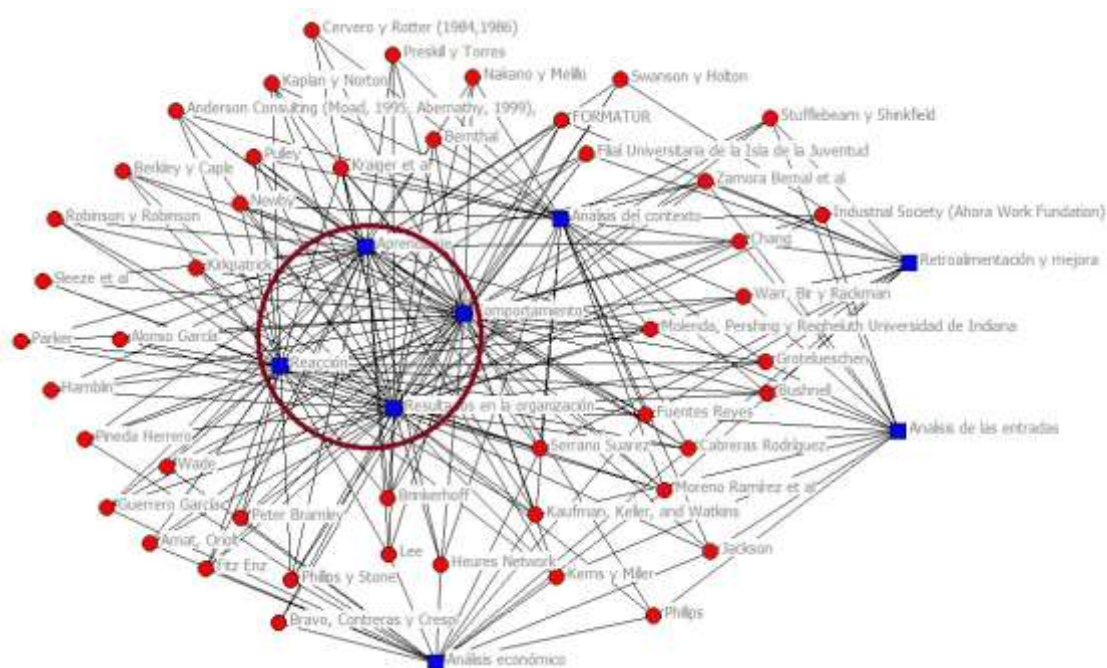 Cervero y Rotter (1984,1986)
Preskill y Torres
Kaplan y Norton
Nakano y Meliki
Swanson y Holton
Anderson Consulting (Moad, 1995, Abernathy, 1999),
FORMATUR
Stufflebeam y Shinkfield
Bernthal
Puley
Kraiger et al
Filial Universitaria de la Isla de la Juventud
Berkley y Caple
Zamora Bernal et al
Newby
Robinson y Robinson
Análisis del contexto
Industrial Society (Ahora Work Fundation)
Aprendizaje
Chang
Kirkpatrick
Retroalimentación y mejora
Sleeze et al
Warr, Bir y Rackman
Comportamiento
Molenda, Pershing y Reigheluth Universidad de Indiana
Parker
Alonso García
Reacción
Grotelueschen
Hamblin
Bushnell
Resultados en la organización
Fuentes Reyes
Análisis de las entradas
Pineda Herrero
Serrano Suarez
Cabreras Rodríguez
Wade
Moreno Ramírez et al
Brinkerhoff
Guerrero García
Peter Bramley
Kaufman, Keller, and Watkins
Amat, Oriol
Lee
Jackson
Heures Network
Fitz Enz
Phillips y Stone
Kerns y Miller
Philips
Bravo, Contreras y Crespi
Análisis económico